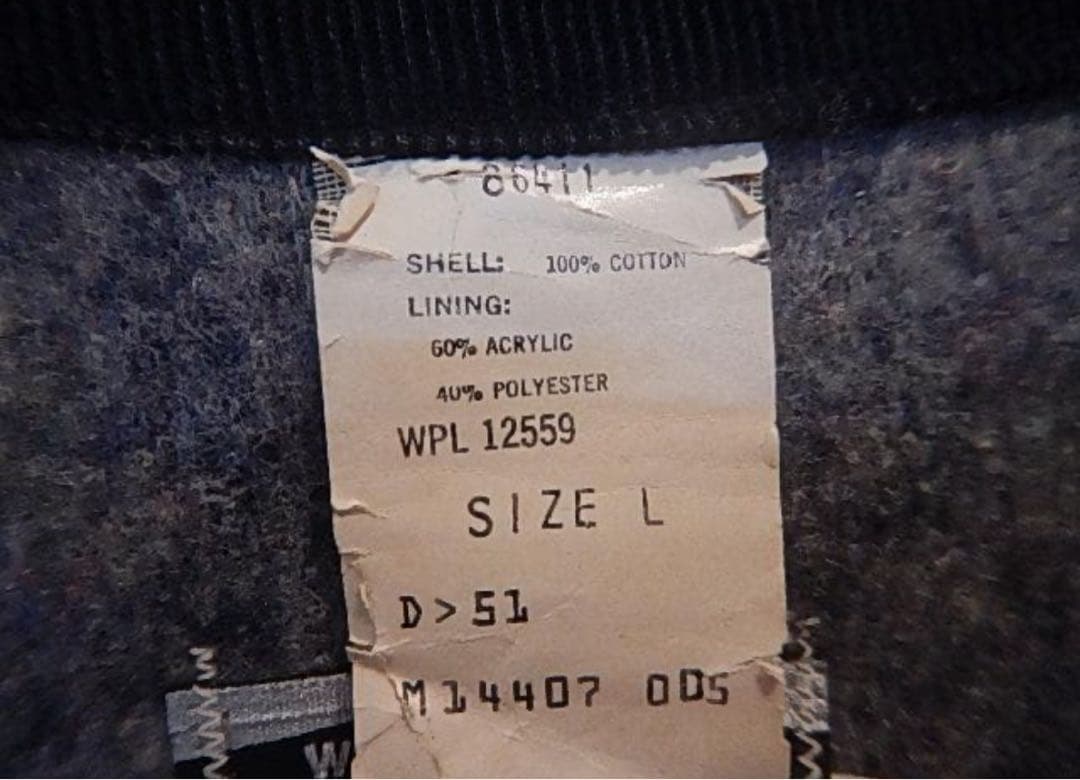 86411
SHELL: 100% COTTON
LINING:
60% ACRYLIC
40% POLYESTER
WPL 12559
SIZE L
D>51
M14407 005
W